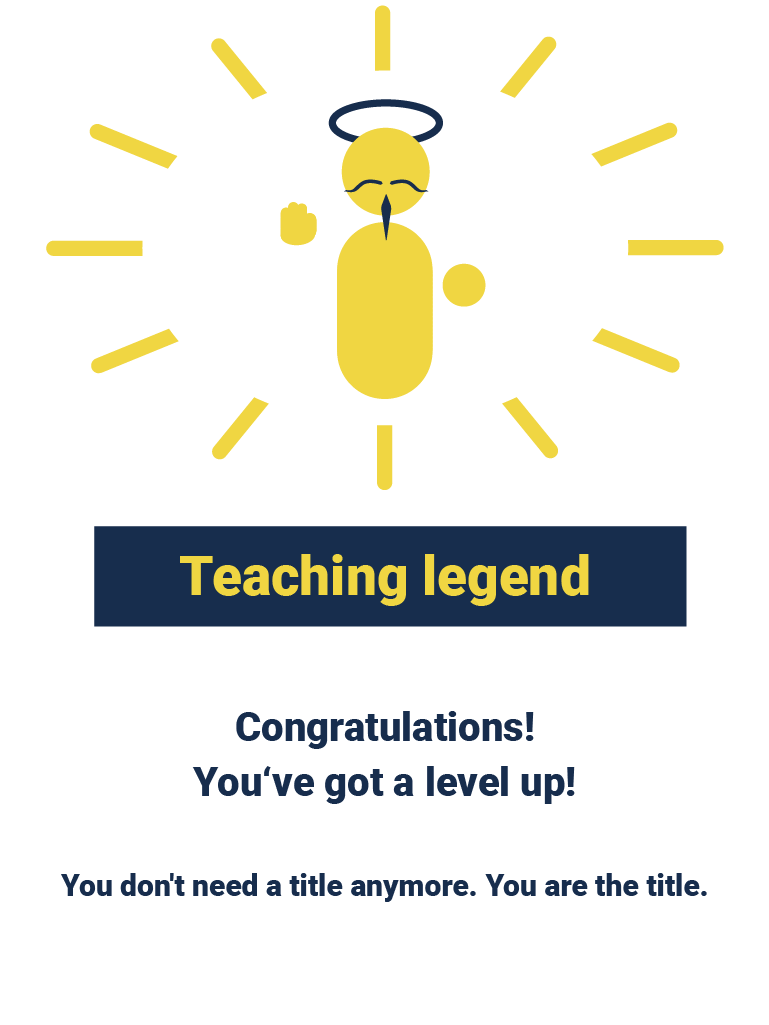 Teaching legend
Congratulations!
You‘ve got a level up!
You don't need a title anymore. You are the title.